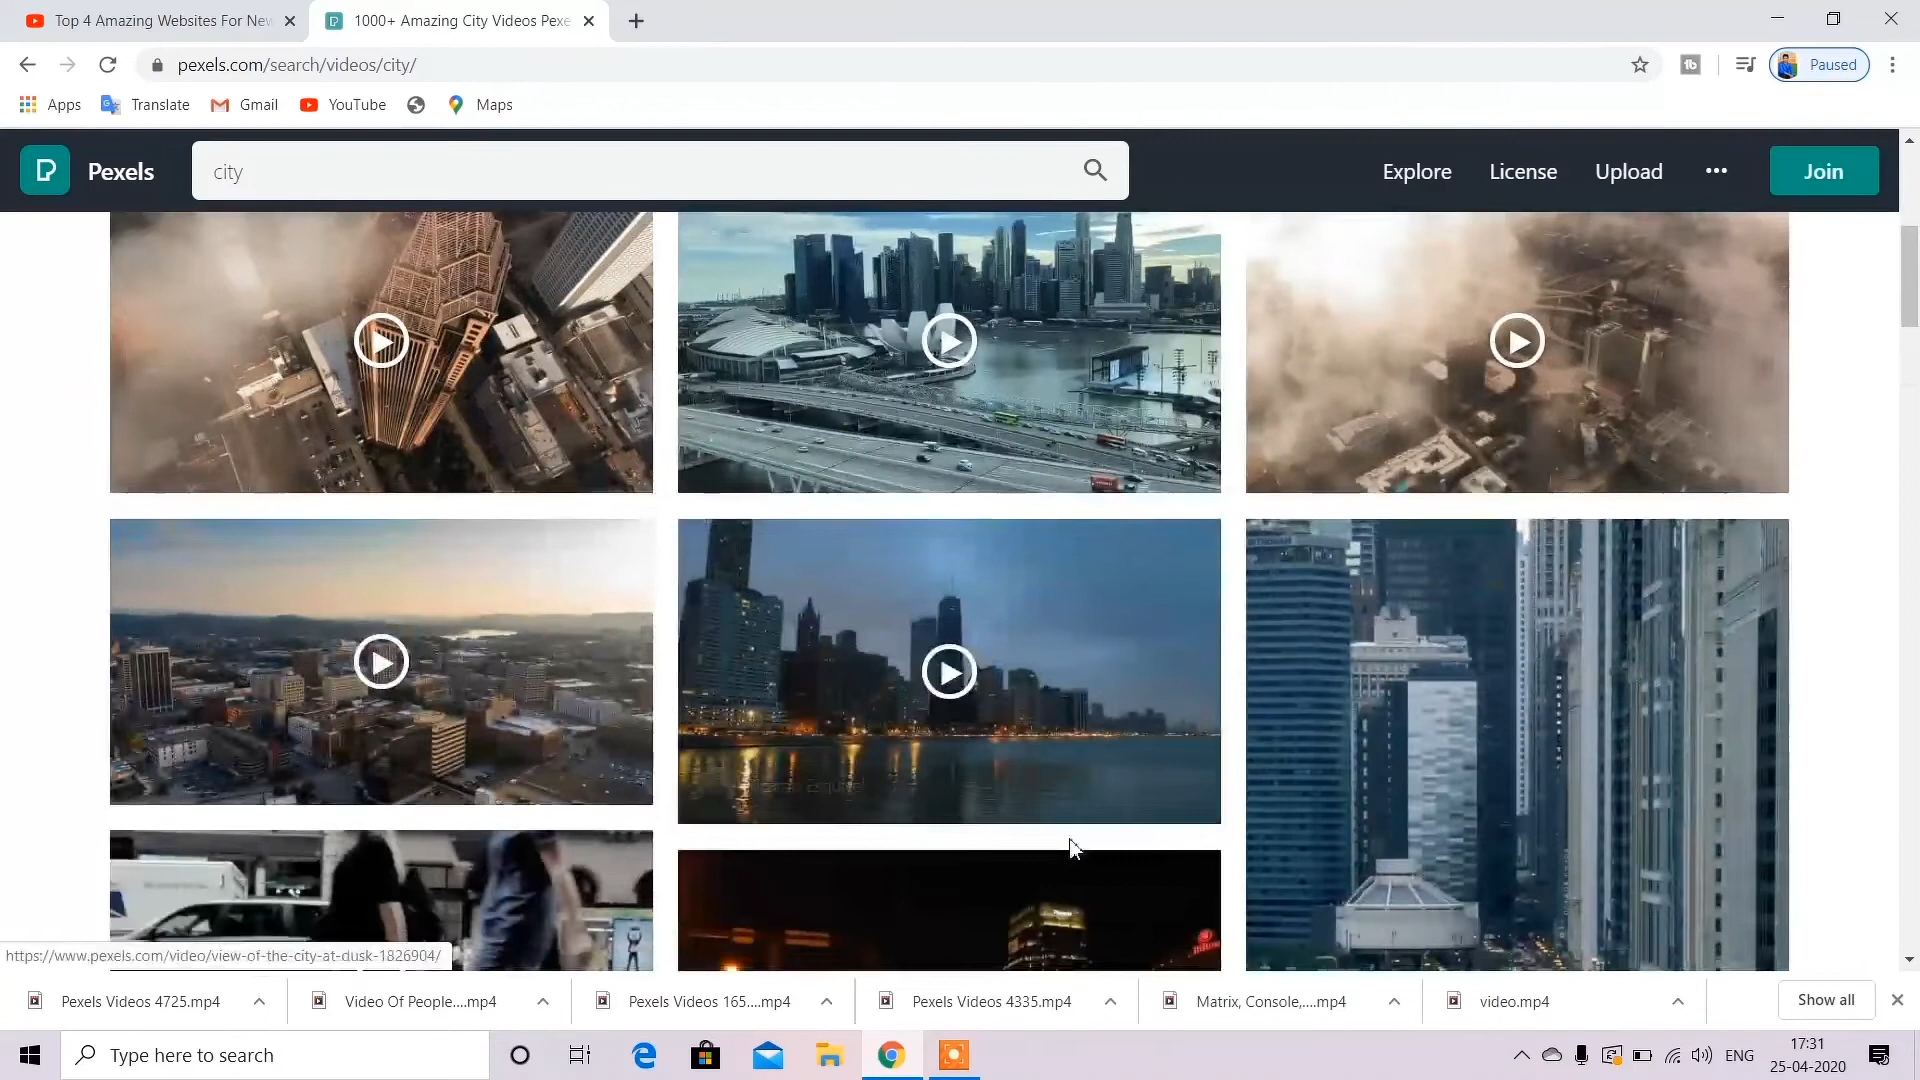 Top 4 Amazing Websites For Nev
1000+ Amazing City Videos Pexe
pexels.com/search/videos/city/
Paused
Apps
Translate
Gmail
YouTube
Maps
Pexels
city
Explore
License
Upload
Join
https://www.pexels.com/video/view-of-the-city-at-dusk-1826904/
Pexels Videos 4725.mp4
Video Of People....mp4
Pexels Videos 165....mp4
Pexels Videos 4335.mp4
Matrix, Console,....mp4
video.mp4
Show all
Type here to search
ENG
17:31
25-04-2020